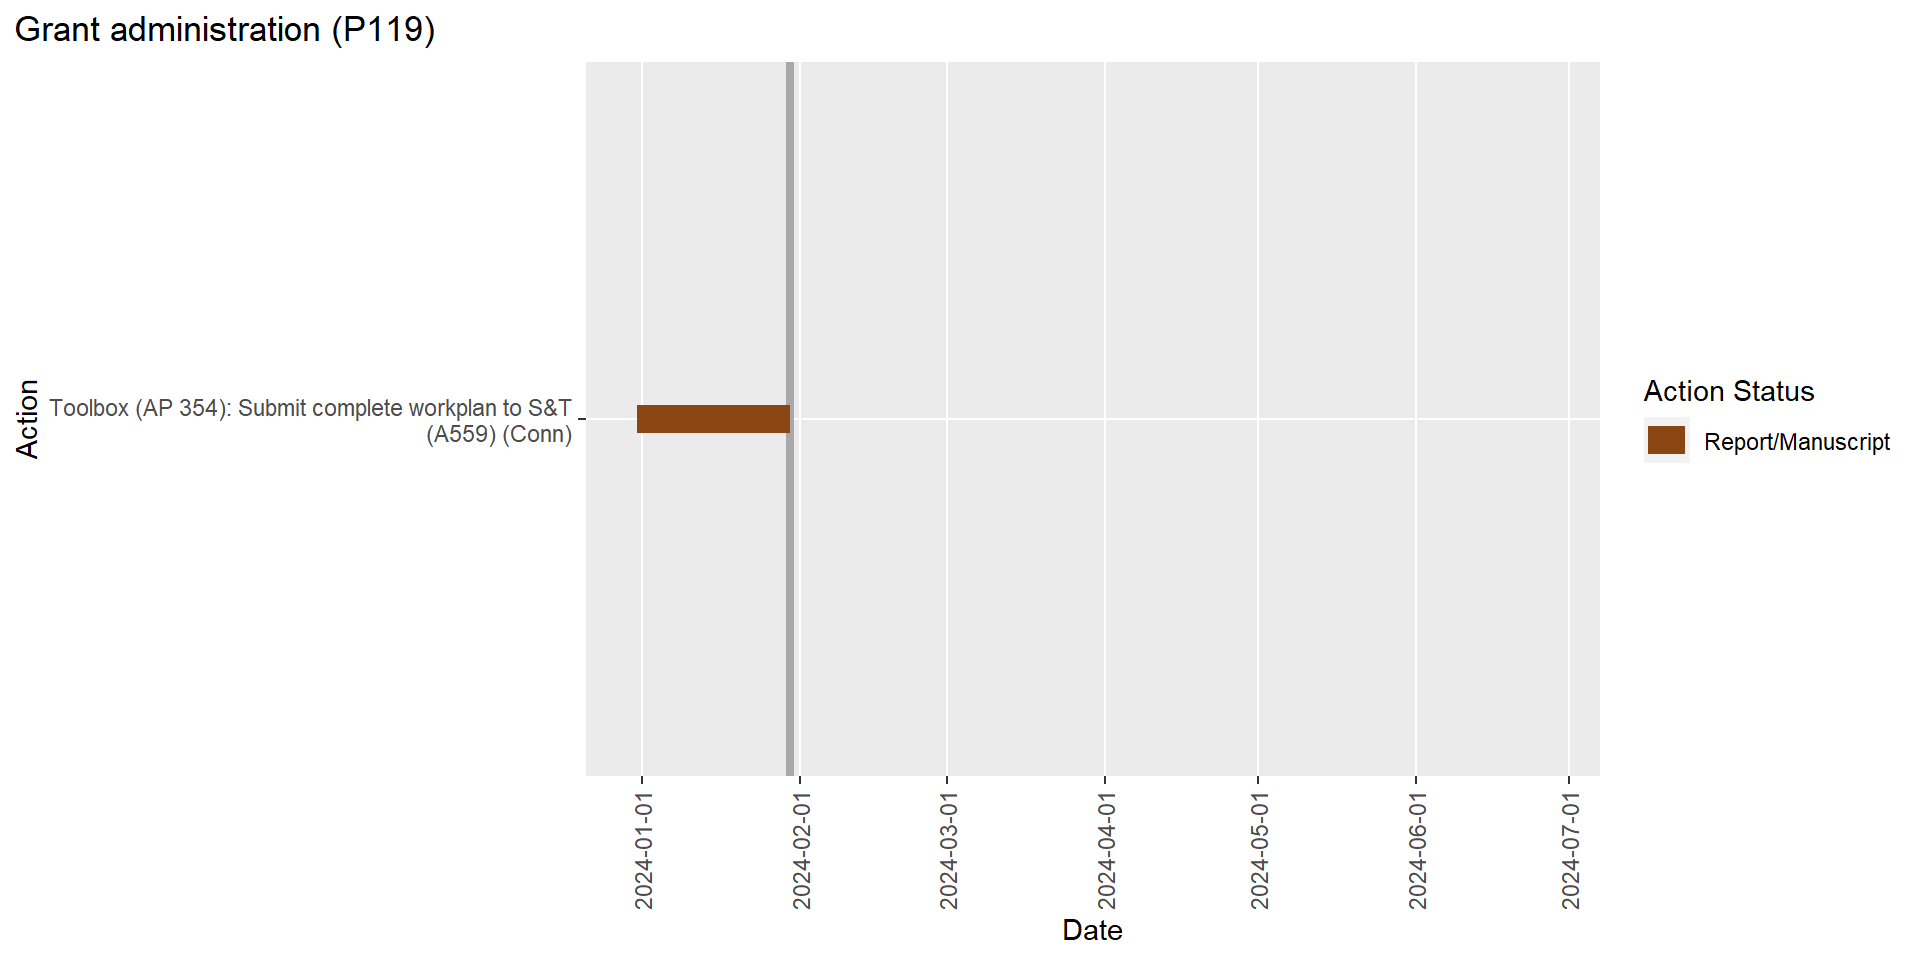 Grant administration (P119)
Action
Toolbox (AP 354): Submit complete workplan to S&T
(A559) (Conn)
2024-01-01
2024-02-01
2024-03-01
2024-04-01
2024-05-01
2024-06-01
2024-07-01
Date
Action Status
Report/Manuscript